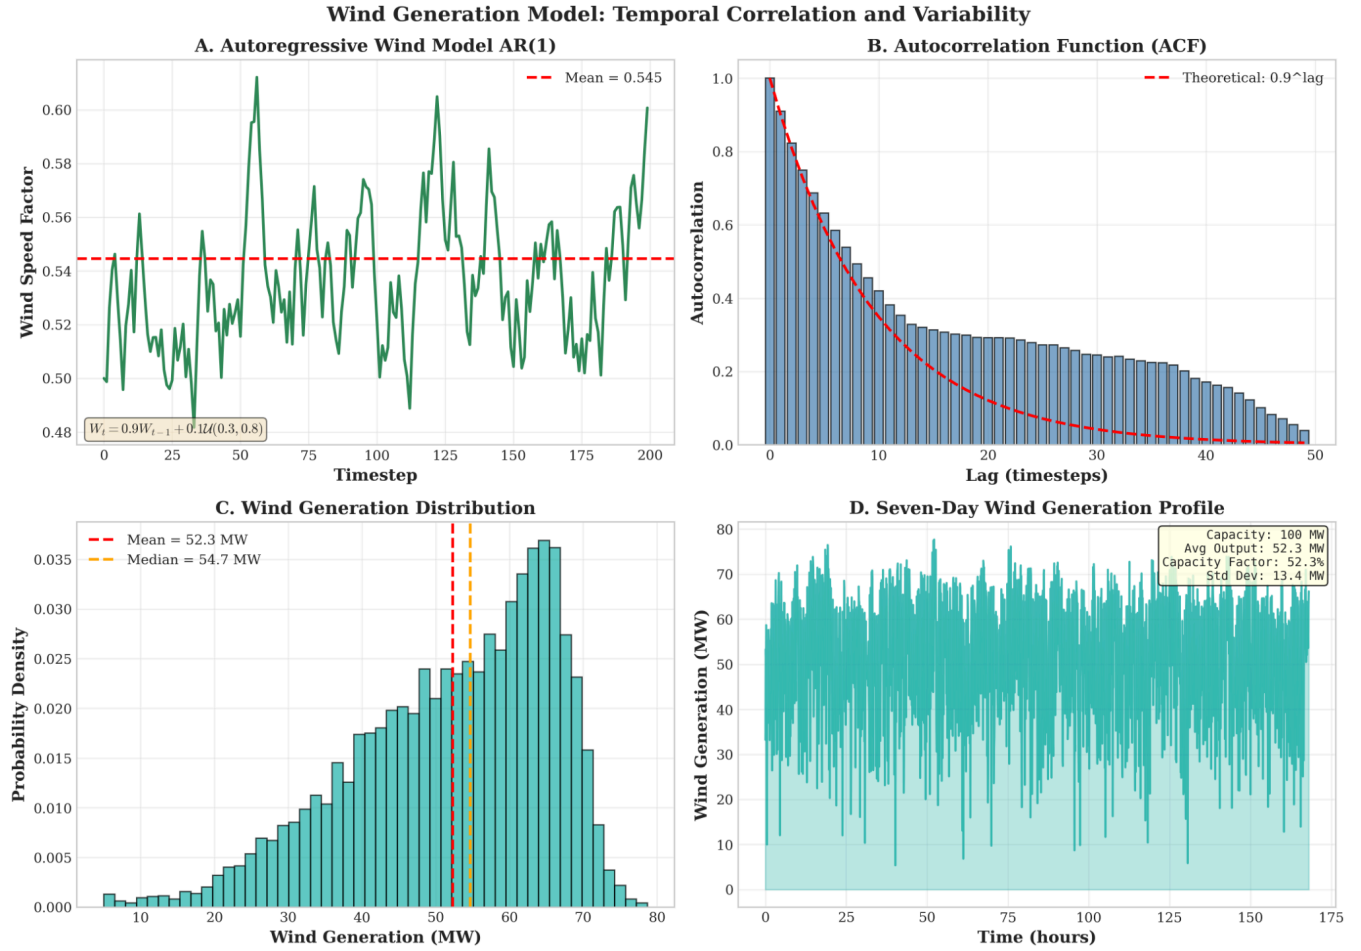 Wind Generation Model: Temporal Correlation and Variability
A. Autoregressive Wind Model AR(1)
Mean = 0.545
0.60
0.58
0.56
0.54
0.52
0.50
0.48
Wind Speed Factor
W_t = 0.9W_{t−1} + 0.1𝒰(0.3, 0.8)
0 25 50 75 100 125 150 175 200
Timestep
B. Autocorrelation Function (ACF)
Theoretical: 0.9^lag
1.0
0.8
0.6
0.4
0.2
0.0
Autocorrelation
0 10 20 30 40 50
Lag (timesteps)
C. Wind Generation Distribution
Mean = 52.3 MW
Median = 54.7 MW
0.035
0.030
0.025
0.020
0.015
0.010
0.005
0.000
Probability Density
10 20 30 40 50 60 70 80
Wind Generation (MW)
D. Seven-Day Wind Generation Profile
Capacity: 100 MW
Avg Output: 52.3 MW
Capacity Factor: 52.3%
Std Dev: 13.4 MW
80
70
60
50
40
30
20
10
0
Wind Generation (MW)
0 25 50 75 100 125 150 175
Time (hours)